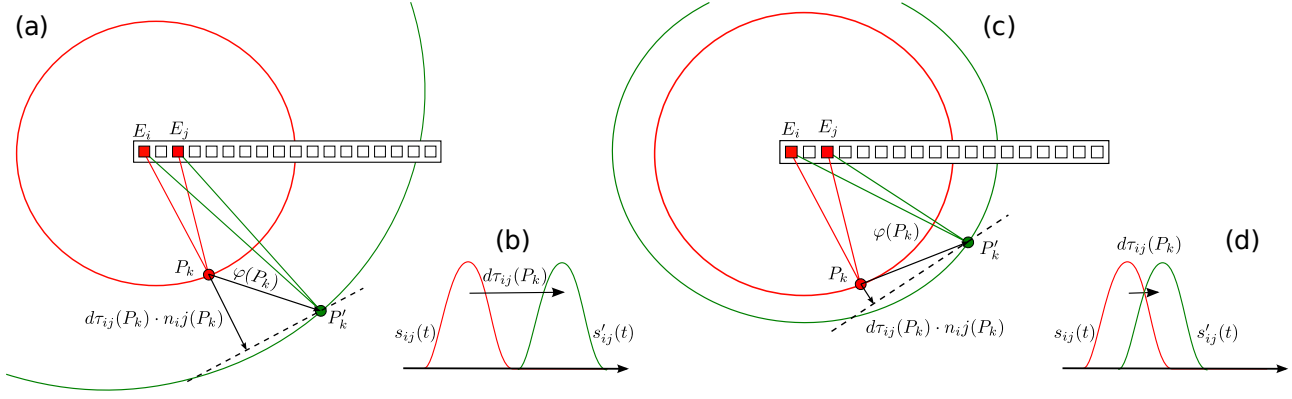 (a)
E_i E_j
P_k
φ(P_k)
P'_k
dτ_ij(P_k) · n_ij(P_k)
(b)
dτ_ij(P_k)
s_ij(t)
s'_ij(t)
(c)
E_i E_j
φ(P_k)
P'_k
P_k
dτ_ij(P_k) · n_ij(P_k)
(d)
dτ_ij(P_k)
s_ij(t)
s'_ij(t)